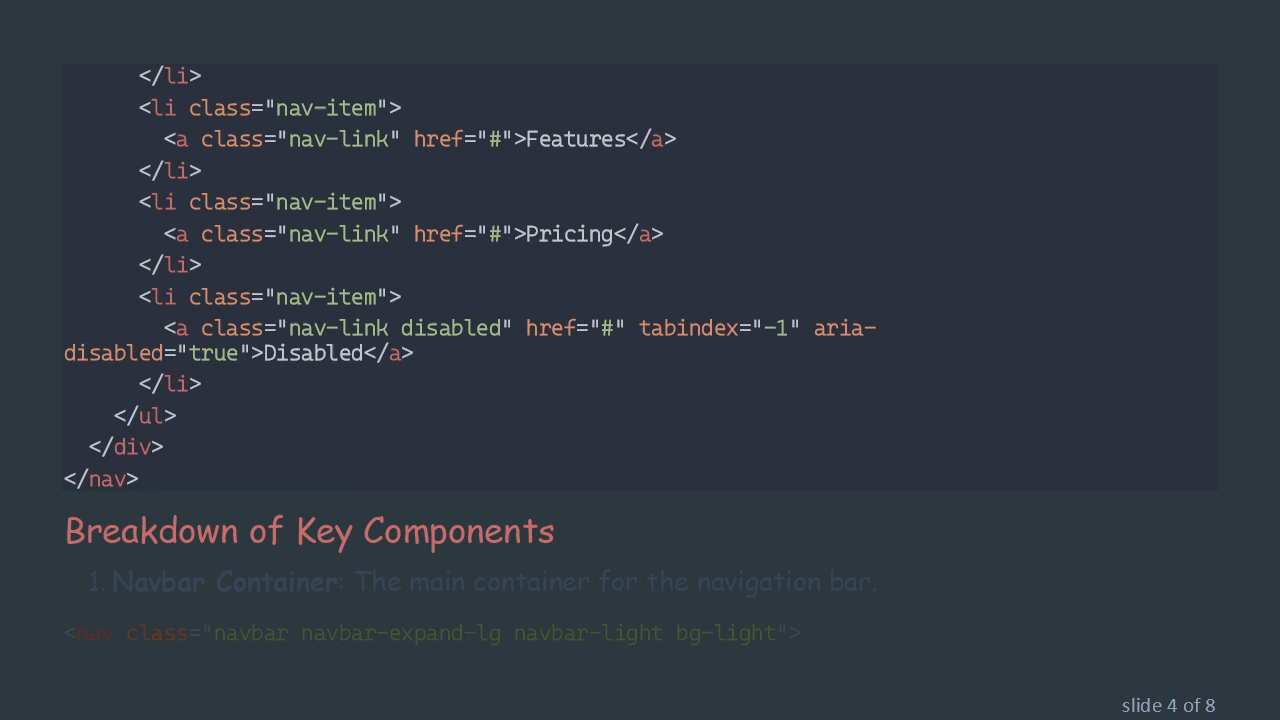 </li>
      <li class="nav-item">
        <a class="nav-link" href="#">Features</a>
      </li>
      <li class="nav-item">
        <a class="nav-link" href="#">Pricing</a>
      </li>
      <li class="nav-item">
        <a class="nav-link disabled" href="#" tabindex="-1" aria-
disabled="true">Disabled</a>
      </li>
    </ul>
  </div>
</nav>
Breakdown of Key Components
1. Navbar Container: The main container for the navigation bar.
<nav class="navbar navbar-expand-lg navbar-light bg-light">
slide 4 of 8